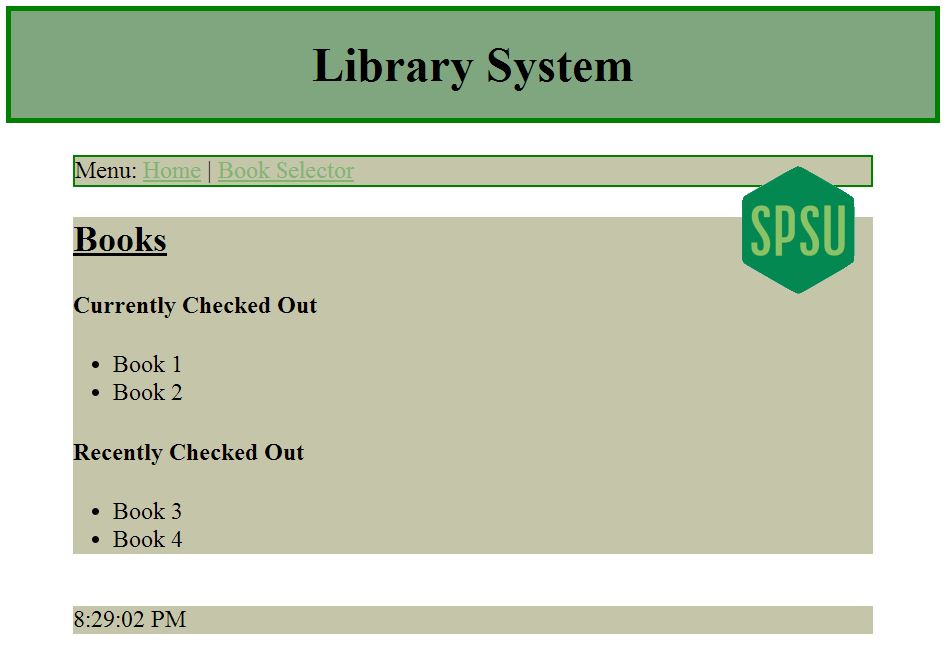 Library System
Menu: Home | Book Selector
SPSU
Books
Currently Checked Out
• Book 1
• Book 2
Recently Checked Out
• Book 3
• Book 4
8:29:02 PM